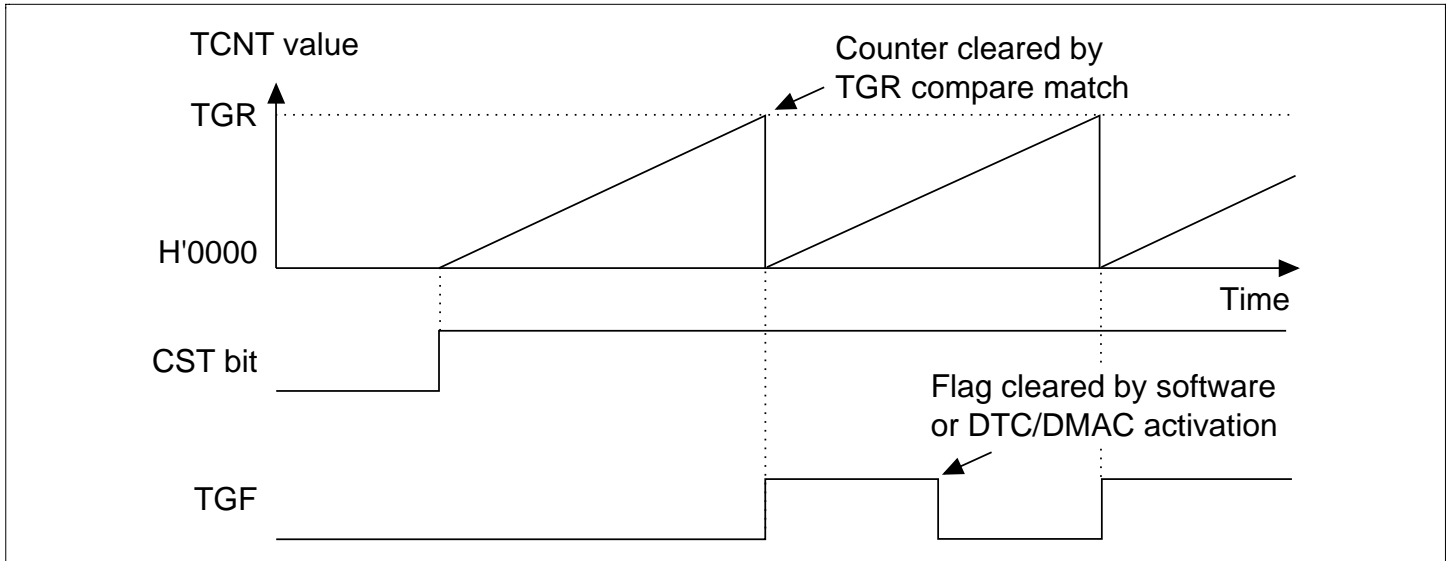 TCNT value
Counter cleared by
TGR compare match
TGR
H'0000
Time
CST bit
Flag cleared by software
or DTC/DMAC activation
TGF